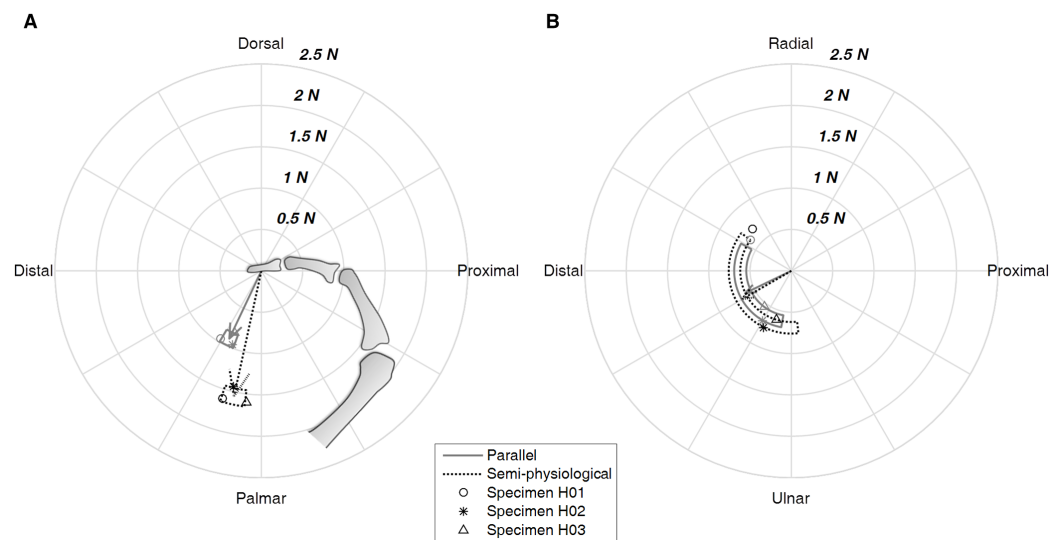 A
B
Dorsal
2.5 N
2 N
1.5 N
1 N
0.5 N
Distal
Proximal
Palmar
Radial
2.5 N
2 N
1.5 N
1 N
0.5 N
Distal
Proximal
Ulnar
Parallel
Semi-physiological
Specimen H01
Specimen H02
Specimen H03